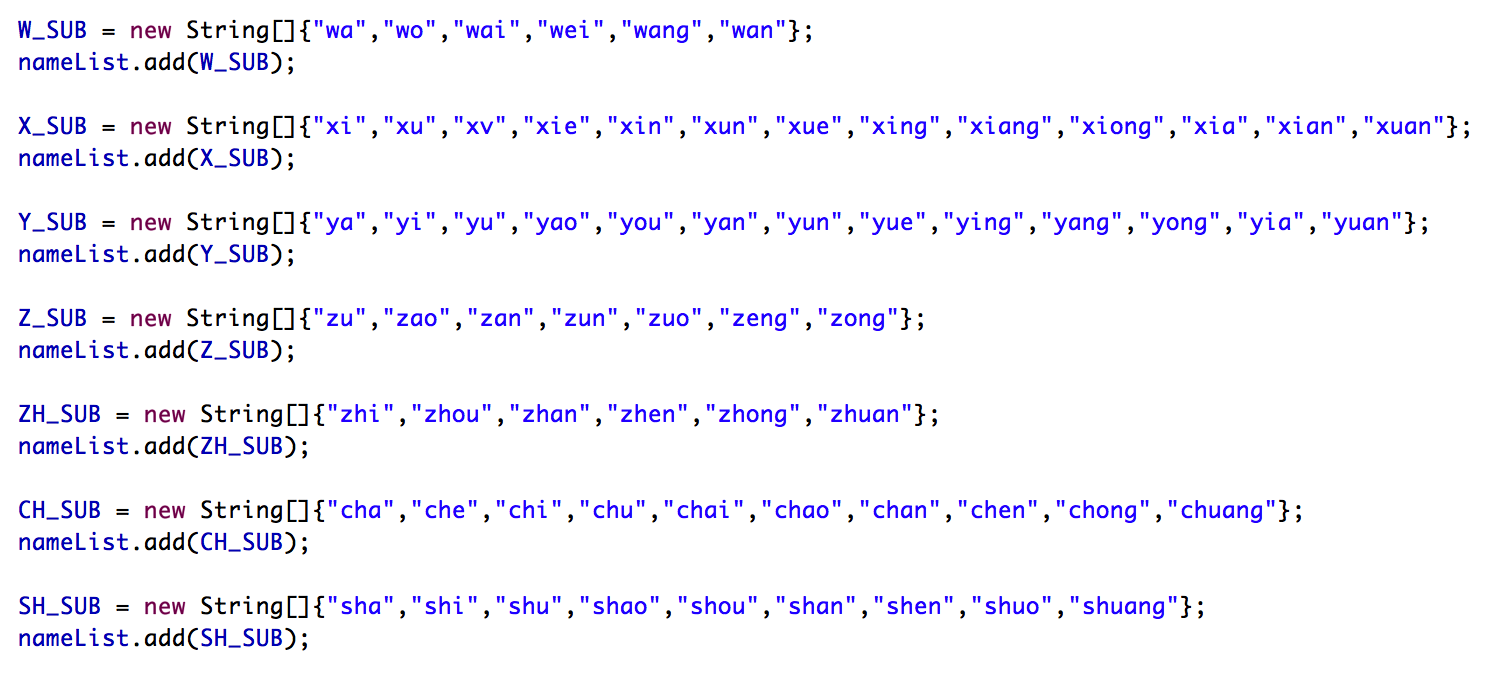 W_SUB = new String[]{"wa","wo","wai","wei","wang","wan"};
nameList.add(W_SUB);
X_SUB = new String[]{"xi","xu","xv","xie","xin","xun","xue","xing","xiang","xiong","xia","xian","xuan"};
nameList.add(X_SUB);
Y_SUB = new String[]{"ya","yi","yu","yao","you","yan","yun","yue","ying","yang","yong","yia","yuan"};
nameList.add(Y_SUB);
Z_SUB = new String[]{"zu","zao","zan","zun","zuo","zeng","zong"};
nameList.add(Z_SUB);
ZH_SUB = new String[]{"zhi","zhou","zhan","zhen","zhong","zhuan"};
nameList.add(ZH_SUB);
CH_SUB = new String[]{"cha","che","chi","chu","chai","chao","chan","chen","chong","chuang"};
nameList.add(CH_SUB);
SH_SUB = new String[]{"sha","shi","shu","shao","shou","shan","shen","shuo","shuang"};
nameList.add(SH_SUB);